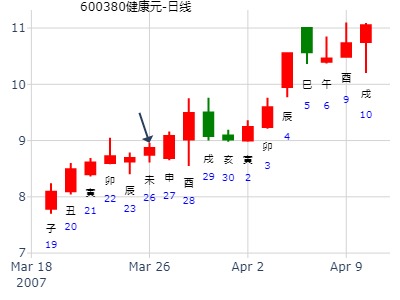 600380健康元-日线
11
10
9
8
7
子
19
丑
20
寅
21
卯
22
辰
23
未
26
申
27
酉
28
戌
29
亥
30
寅
2
卯
3
辰
4
巳
5
午
6
酉
9
戌
10
Mar 18
2007
Mar 26
Apr 2
Apr 9